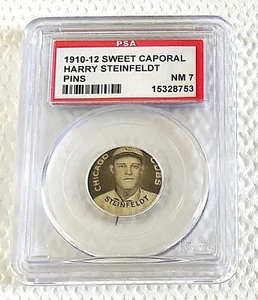 PSA
1910-12 SWEET CAPORAL
HARRY STEINFELDT
PINS NM 7
15328753
CHICAGO CUBS
STEINFELDT